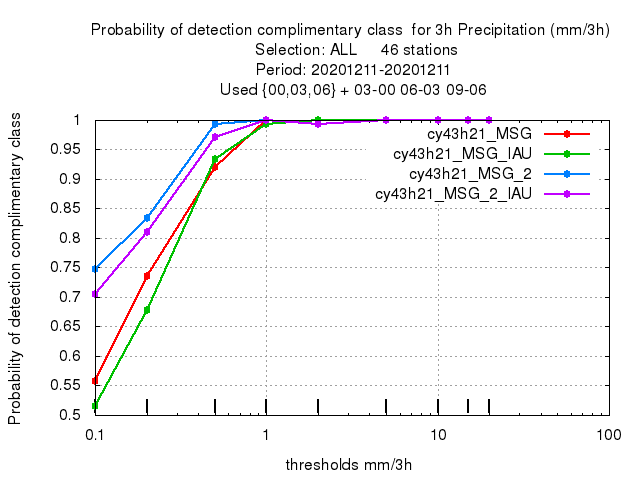 Probability of detection complimentary class for 3h Precipitation (mm/3h)
Selection: ALL 46 stations
Period: 20201211-20201211
Used {00,03,06} + 03-00 06-03 09-06
Probability of detection complimentary class
1
0.95
0.9
0.85
0.8
0.75
0.7
0.65
0.6
0.55
0.5
cy43h21_MSG
cy43h21_MSG_IAU
cy43h21_MSG_2
cy43h21_MSG_2_IAU
0.1 1 10 100
thresholds mm/3h